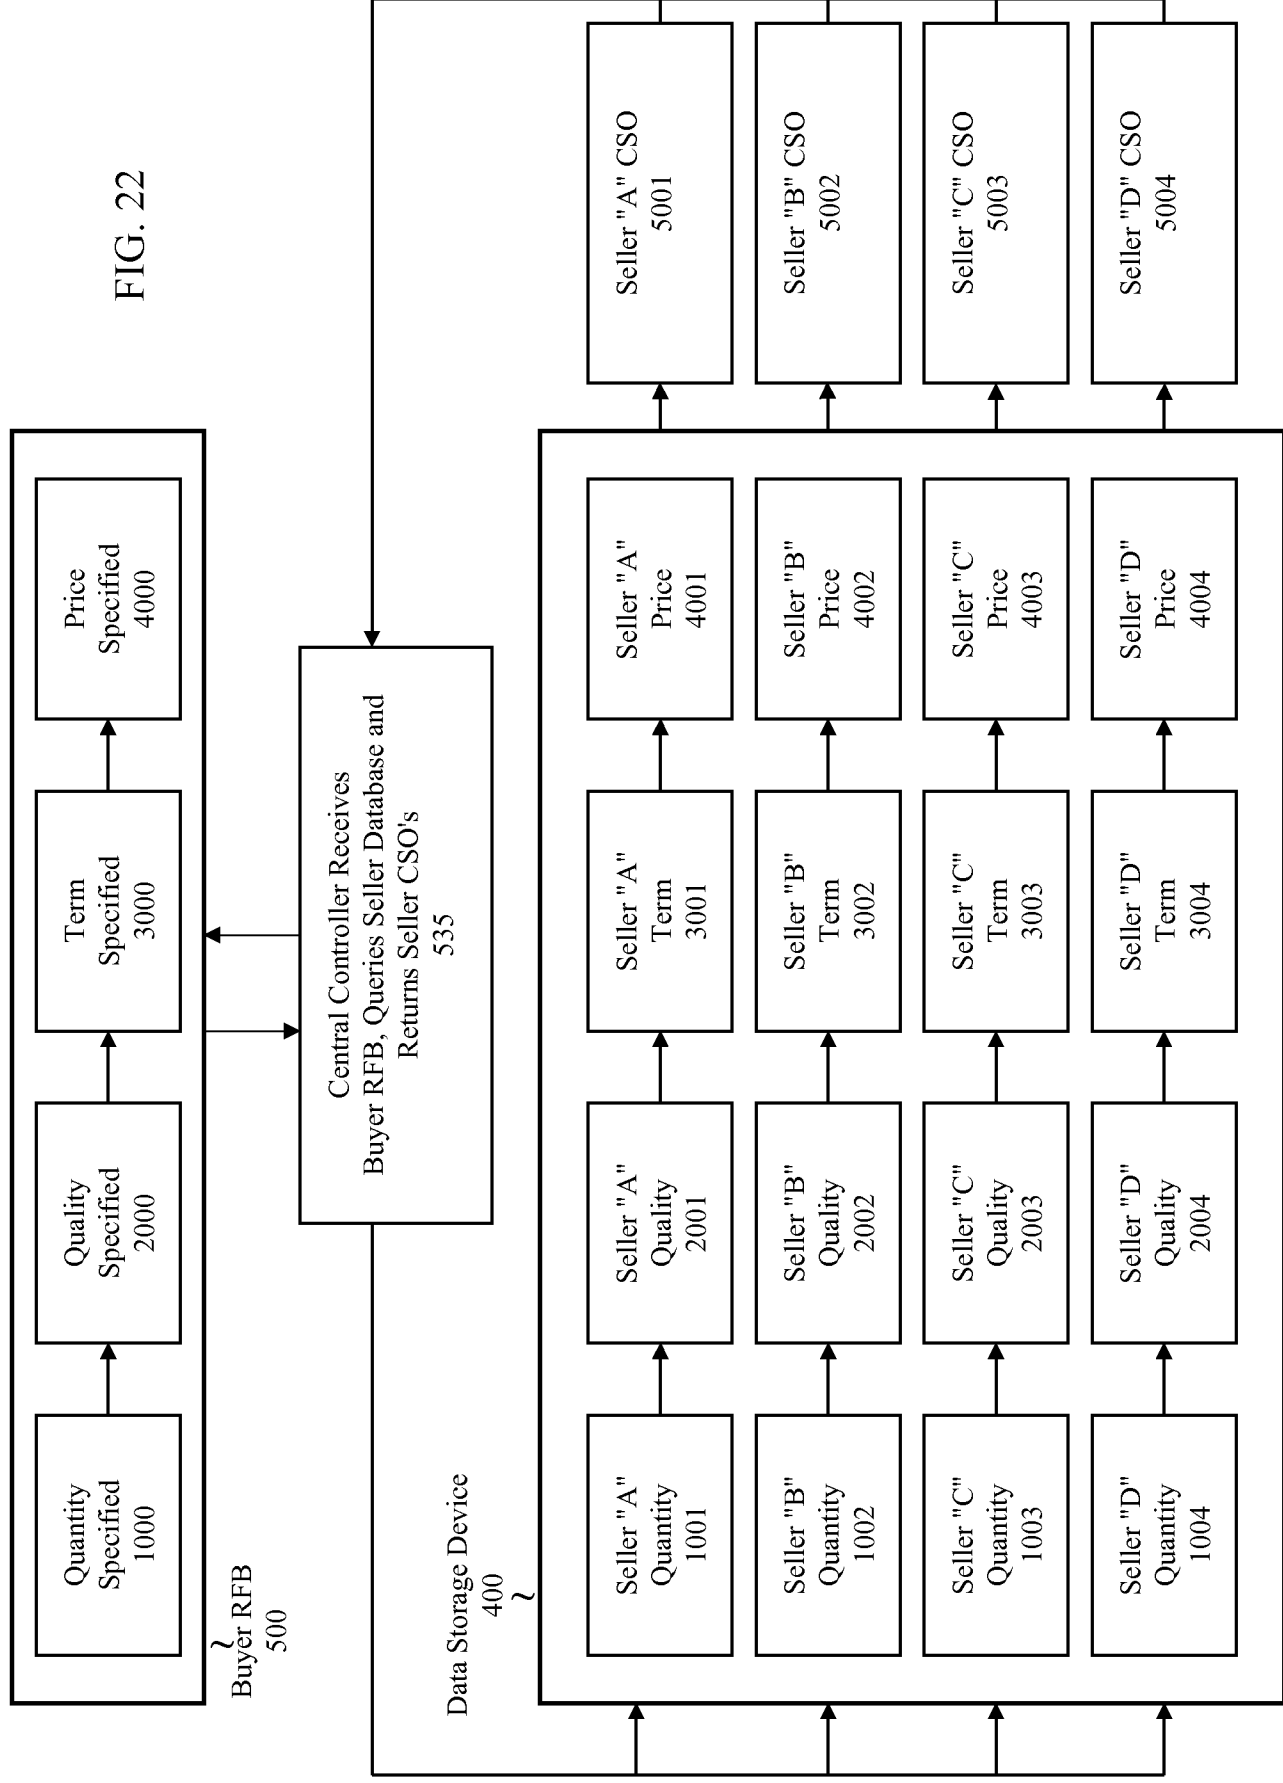 FIG. 22
Quantity
Specified
1000
Quality
Specified
2000
Term
Specified
3000
Price
Specified
4000
Buyer RFB
500
Central Controller Receives
Buyer RFB, Queries Seller Database and
Returns Seller CSO's
535
Data Storage Device
400
Seller "A"
Quantity
1001
Seller "A"
Quality
2001
Seller "A"
Term
3001
Seller "A"
Price
4001
Seller "A" CSO
5001
Seller "B"
Quantity
1002
Seller "B"
Quality
2002
Seller "B"
Term
3002
Seller "B"
Price
4002
Seller "B" CSO
5002
Seller "C"
Quantity
1003
Seller "C"
Quality
2003
Seller "C"
Term
3003
Seller "C"
Price
4003
Seller "C" CSO
5003
Seller "D"
Quantity
1004
Seller "D"
Quality
2004
Seller "D"
Term
3004
Seller "D"
Price
4004
Seller "D" CSO
5004